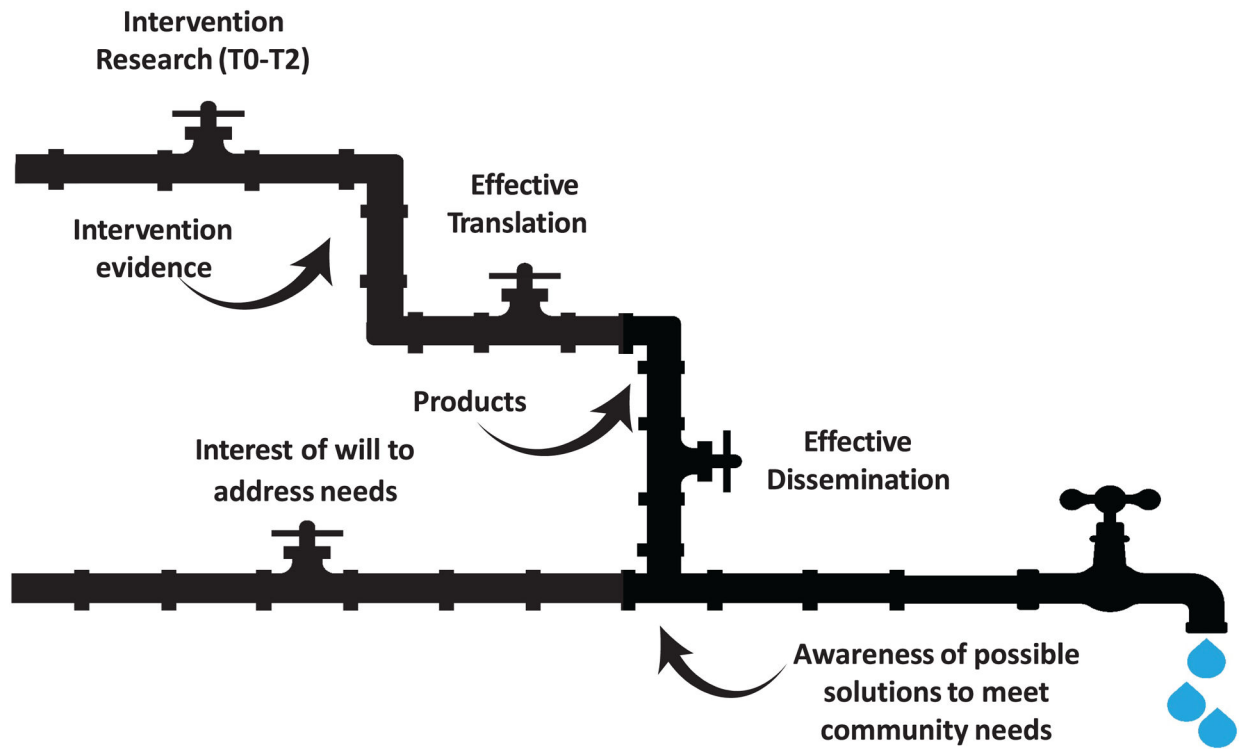 Intervention
Research (T0-T2)
Intervention
evidence
Effective
Translation
Products
Interest of will to
address needs
Effective
Dissemination
Awareness of possible
solutions to meet
community needs